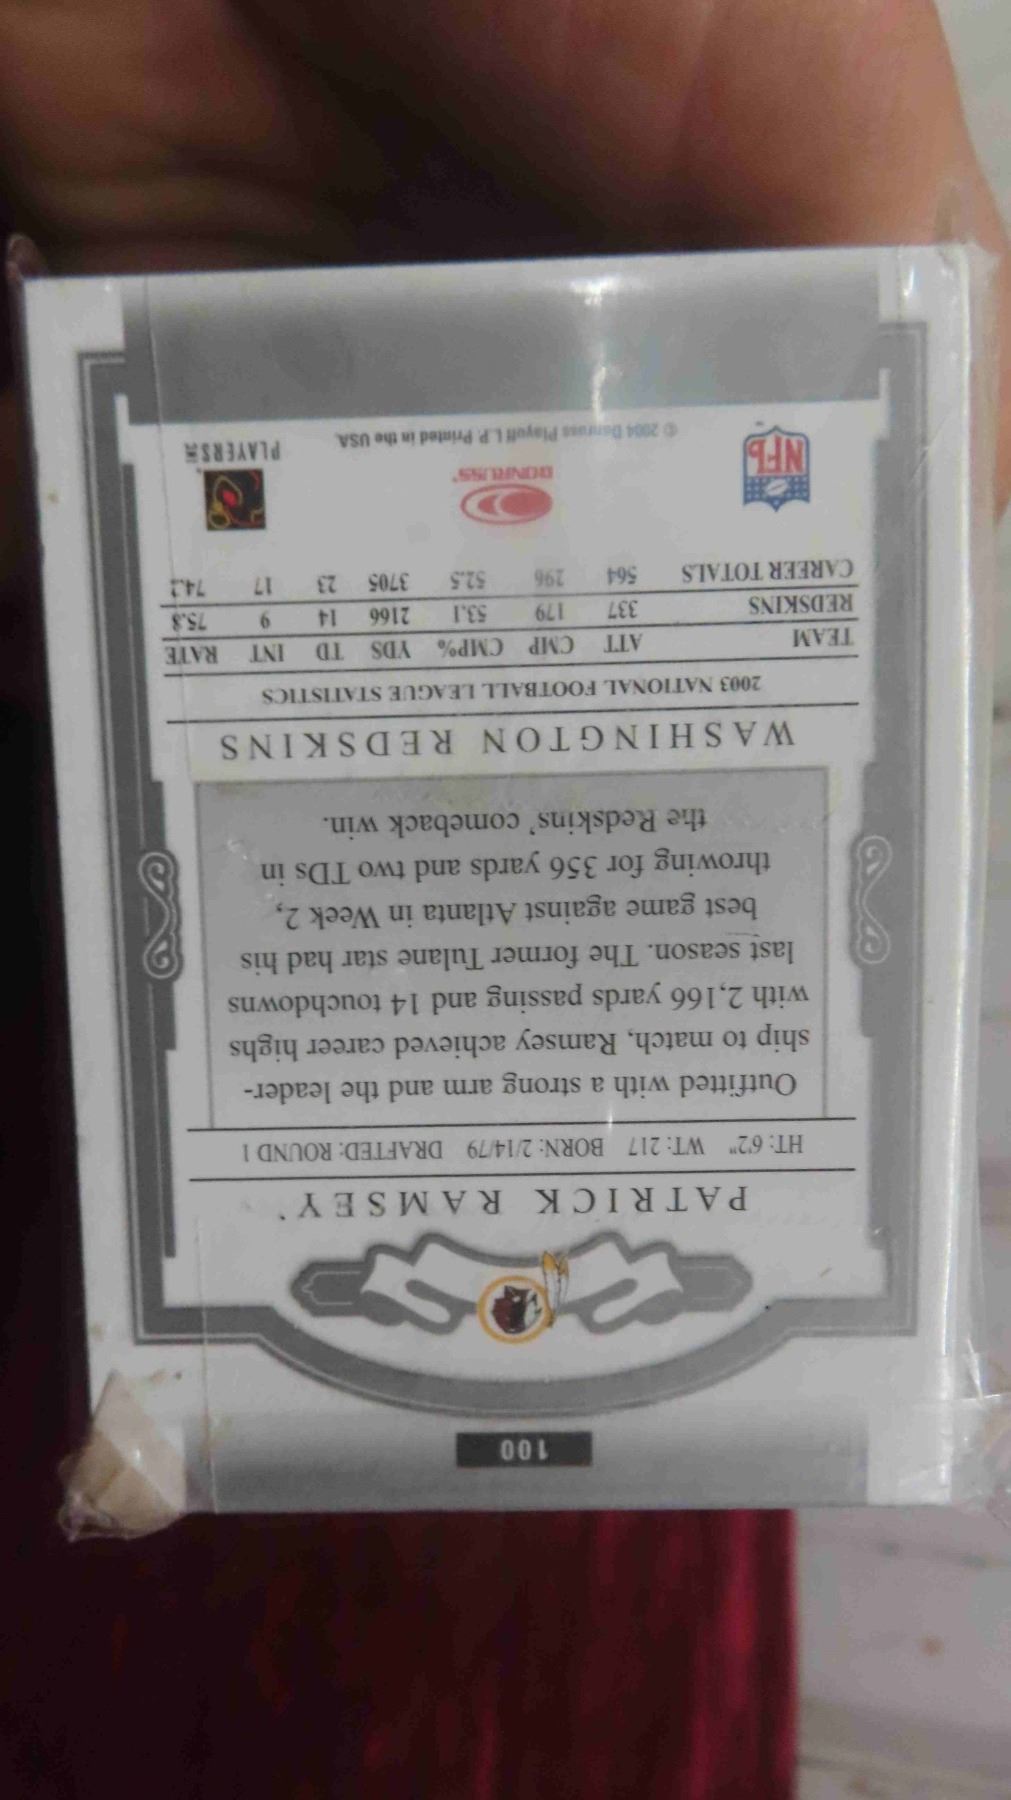 100
PATRICK RAMSEY
HT: 6'2" WT: 217 BORN: 2/14/79 DRAFTED: ROUND 1
Outfitted with a strong arm and the leader-
ship to match, Ramsey achieved career highs
with 2,166 yards passing and 14 touchdowns
last season. The former Tulane star had his
best game against Atlanta in Week 2,
throwing for 356 yards and two TDs in
the Redskins' comeback win.
WASHINGTON REDSKINS
2003 NATIONAL FOOTBALL LEAGUE STATISTICS
TEAM ATT CMP CMP% YDS TD INT RATE
REDSKINS 337 179 53.1 2166 14 9 75.8
CAREER TOTALS 564 296 52.5 3705 23 17 74.2
NFL
DONRUSS
PLAYERS INC
© 2004 Donruss Playoff L.P. Printed in the USA.